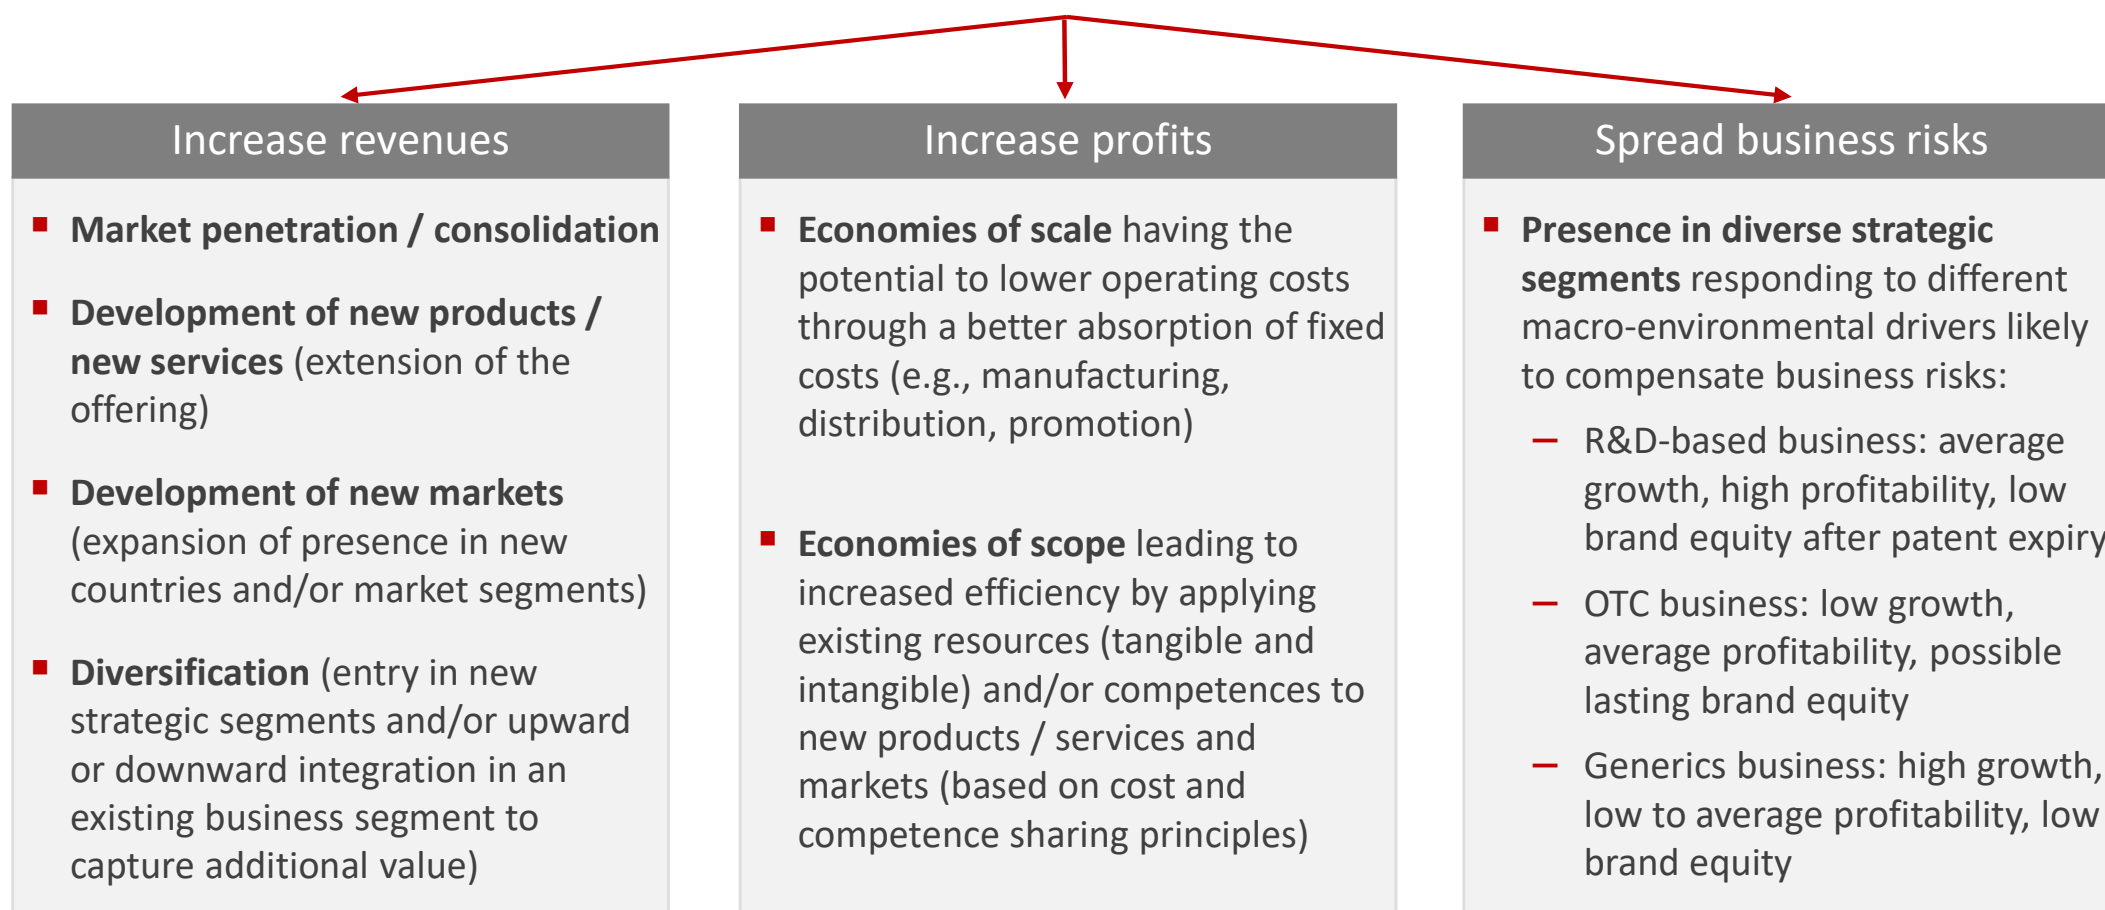 Increase revenues
▪ Market penetration / consolidation
▪ Development of new products /
new services (extension of the
offering)
▪ Development of new markets
(expansion of presence in new
countries and/or market segments)
▪ Diversification (entry in new
strategic segments and/or upward
or downward integration in an
existing business segment to
capture additional value)
Increase profits
▪ Economies of scale having the
potential to lower operating costs
through a better absorption of fixed
costs (e.g., manufacturing,
distribution, promotion)
▪ Economies of scope leading to
increased efficiency by applying
existing resources (tangible and
intangible) and/or competences to
new products / services and
markets (based on cost and
competence sharing principles)
Spread business risks
▪ Presence in diverse strategic
segments responding to different
macro-environmental drivers likely
to compensate business risks:
– R&D-based business: average
growth, high profitability, low
brand equity after patent expiry
– OTC business: low growth,
average profitability, possible
lasting brand equity
– Generics business: high growth,
low to average profitability, low
brand equity